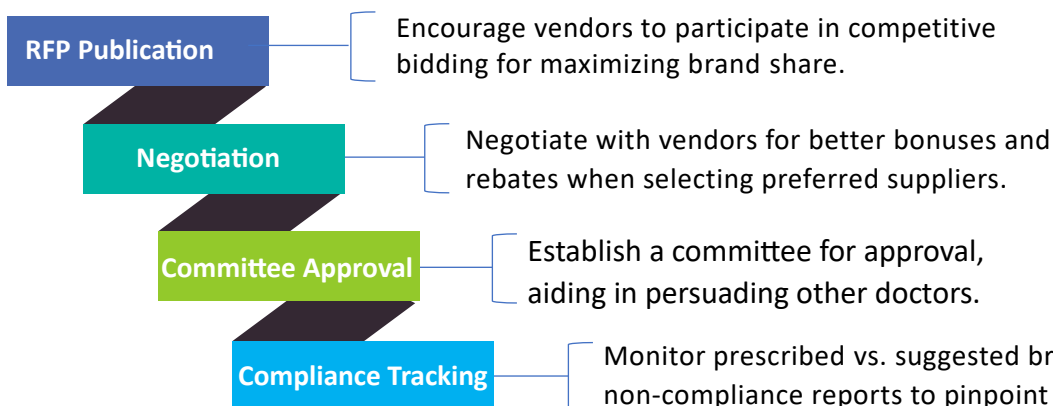 RFP Publication
Encourage vendors to participate in competitive
bidding for maximizing brand share.
Negotiation
Negotiate with vendors for better bonuses and
rebates when selecting preferred suppliers.
Committee Approval
Establish a committee for approval,
aiding in persuading other doctors.
Compliance Tracking
Monitor prescribed vs. suggested
non-compliance reports to pinpoint